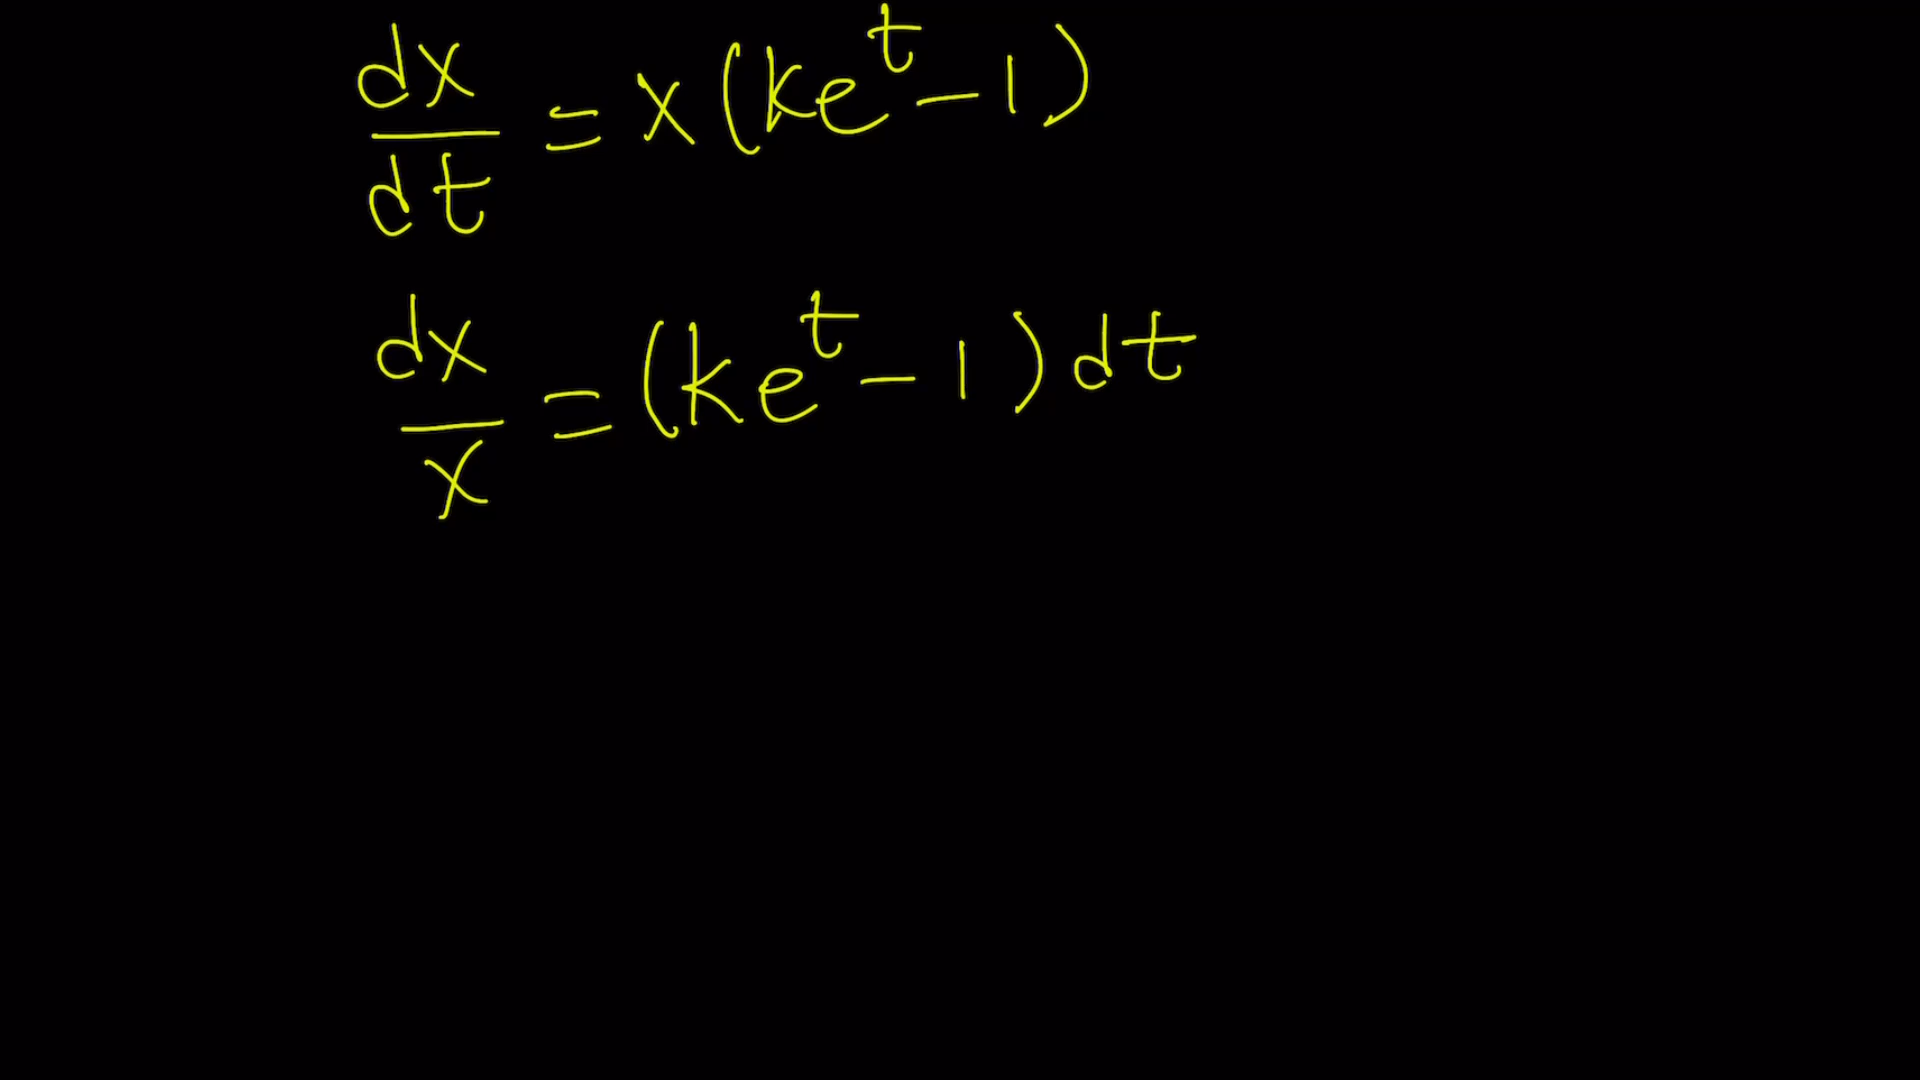 dx/dt = x(ke^t - 1)
dx/x = (ke^t - 1)dt